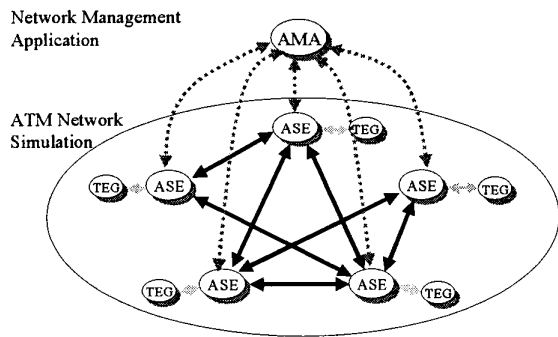 Network Management
Application
AMA
ATM Network
Simulation
ASE
TEG
TEG
ASE
ASE
TEG
TEG
ASE
ASE
TEG